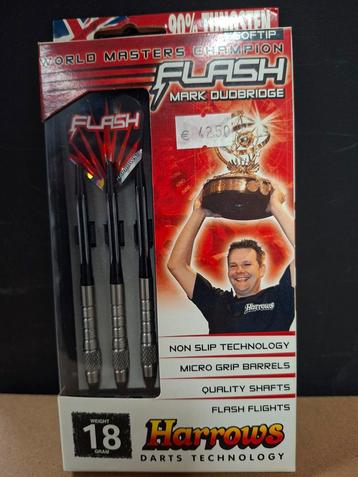 90% TUNGSTEN
SOFTIP
WORLD MASTERS CHAMPION
FLASH
MARK DUDBRIDGE
€ 42.50
FLASH
Harrows
NON SLIP TECHNOLOGY
MICRO GRIP BARRELS
QUALITY SHAFTS
FLASH FLIGHTS
WEIGHT
18
GRAM
Harrows
DARTS TECHNOLOGY